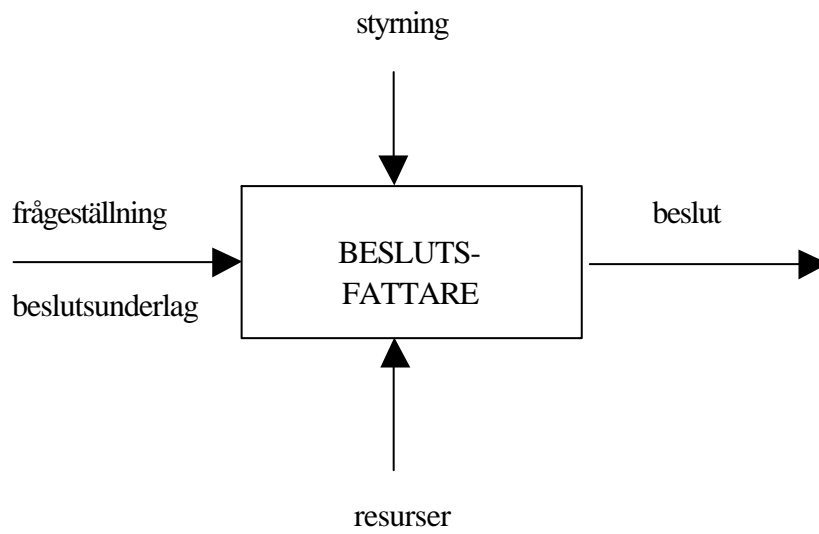 styrning
frågeställning
beslut
BESLUTS-
FATTARE
beslutsunderlag
resurser